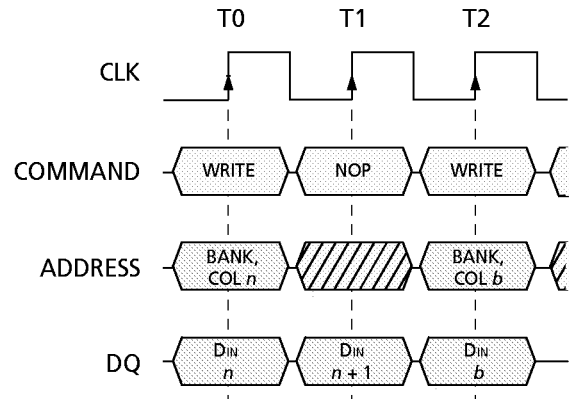 T0 T1 T2
CLK
COMMAND WRITE NOP WRITE
ADDRESS BANK, COL n BANK, COL b
DQ DIN n DIN n + 1 DIN b